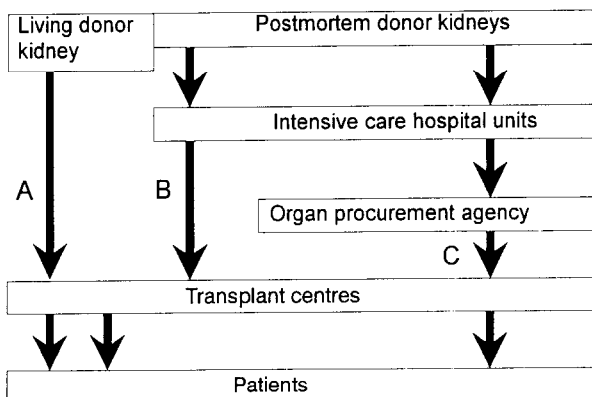 Living donor
kidney
Postmortem donor kidneys
Intensive care hospital units
A
B
Organ procurement agency
C
Transplant centres
Patients